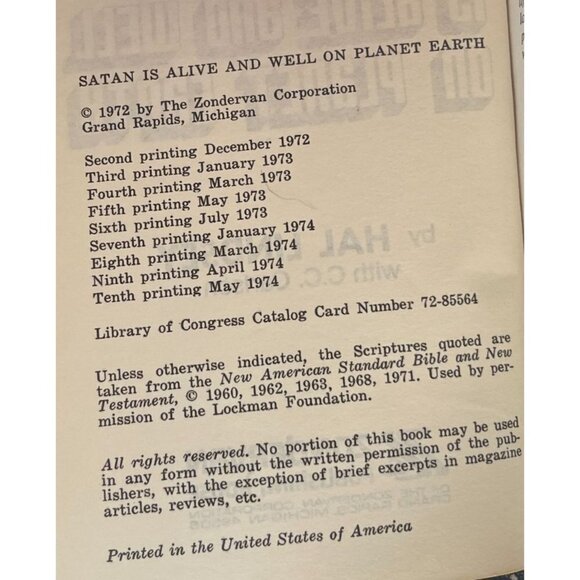 SATAN IS ALIVE AND WELL ON PLANET EARTH
© 1972 by The Zondervan Corporation
Grand Rapids, Michigan
Second printing December 1972
Third printing January 1973
Fourth printing March 1973
Fifth printing May 1973
Sixth printing July 1973
Seventh printing January 1974
Eighth printing March 1974
Ninth printing April 1974
Tenth printing May 1974
Library of Congress Catalog Card Number 72-85564
Unless otherwise indicated, the Scriptures quoted are
taken from the New American Standard Bible and New
Testament, © 1960, 1962, 1963, 1968, 1971. Used by per-
mission of the Lockman Foundation.
All rights reserved. No portion of this book may be used
in any form without the written permission of the pub-
lishers, with the exception of brief excerpts in magazine
articles, reviews, etc.
Printed in the United States of America